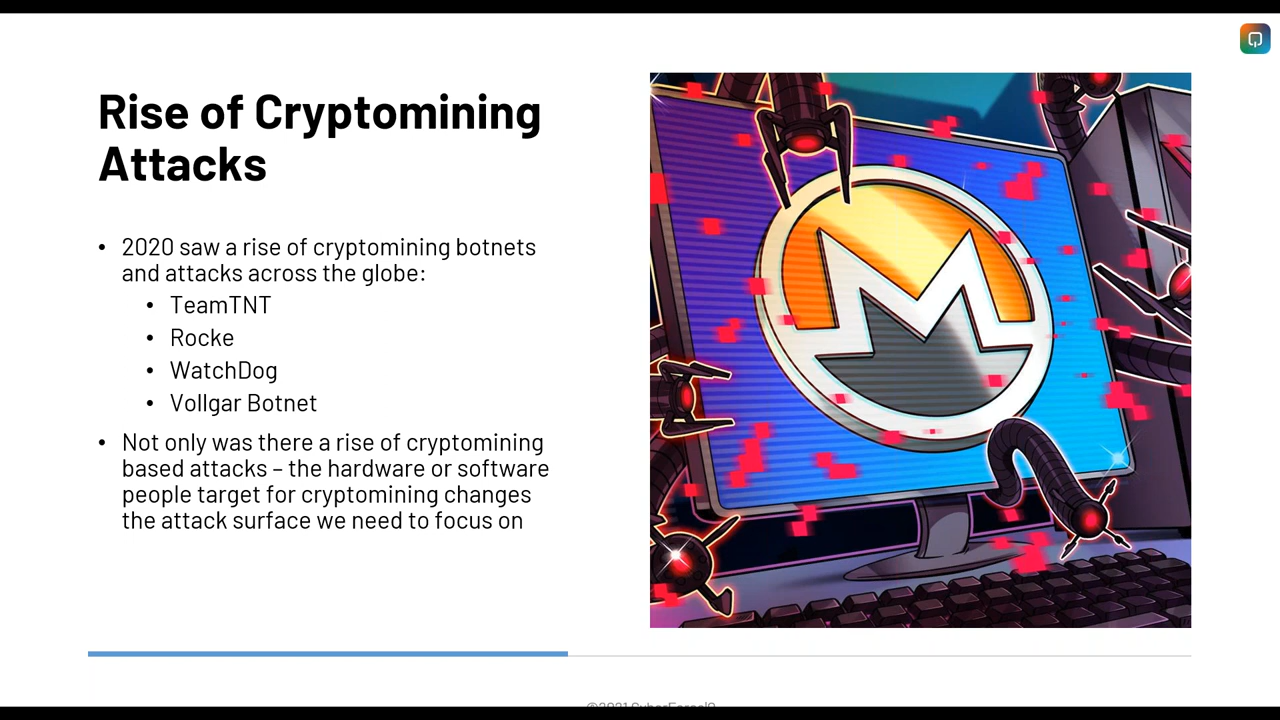 Rise of Cryptomining
Attacks
• 2020 saw a rise of cryptomining botnets
and attacks across the globe:
• TeamTNT
• Rocke
• WatchDog
• Vollgar Botnet
• Not only was there a rise of cryptomining
based attacks – the hardware or software
people target for cryptomining changes
the attack surface we need to focus on